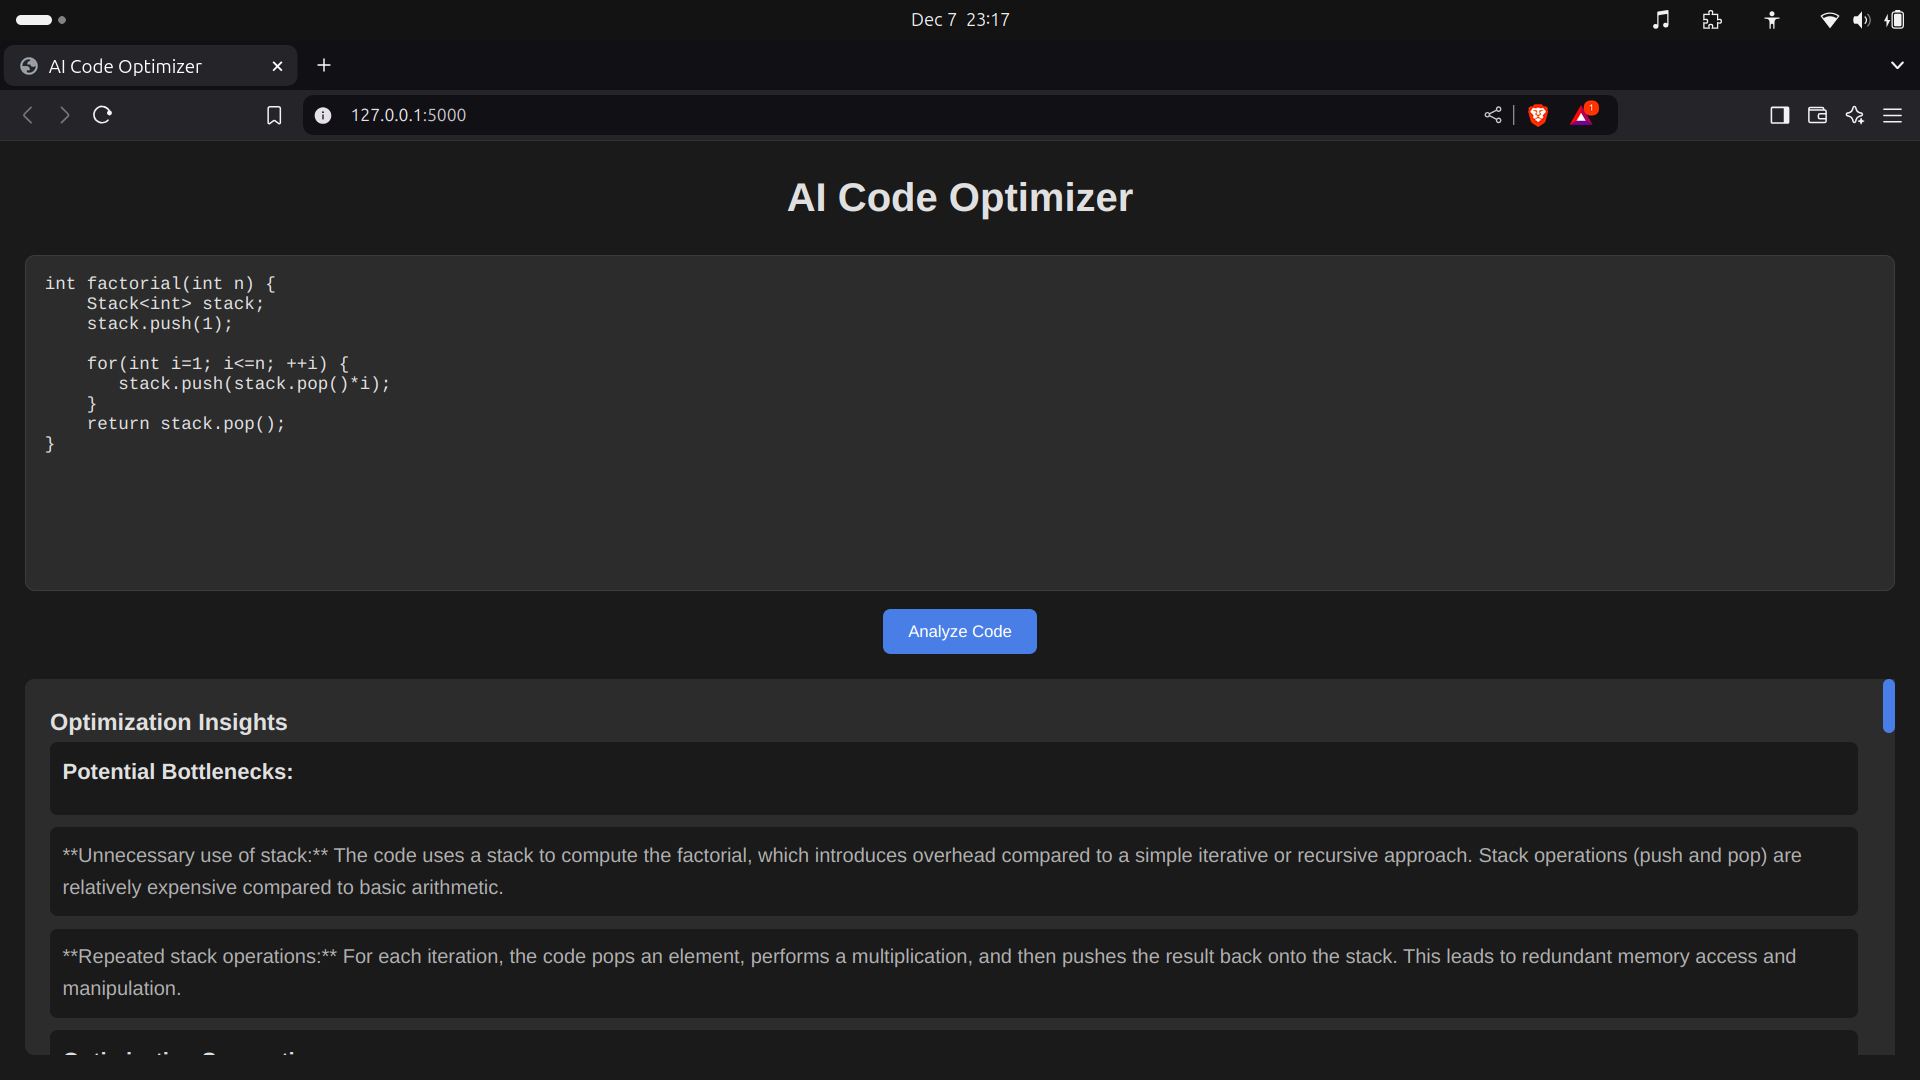 Dec 7 23:17
AI Code Optimizer
127.0.0.1:5000
1
AI Code Optimizer
int factorial(int n) {
    Stack<int> stack;
    stack.push(1);
    for(int i=1; i<=n; ++i) {
       stack.push(stack.pop()*i);
    }
    return stack.pop();
}
Analyze Code
Optimization Insights
Potential Bottlenecks:
**Unnecessary use of stack:** The code uses a stack to compute the factorial, which introduces overhead compared to a simple iterative or recursive approach. Stack operations (push and pop) are
relatively expensive compared to basic arithmetic.
**Repeated stack operations:** For each iteration, the code pops an element, performs a multiplication, and then pushes the result back onto the stack. This leads to redundant memory access and
manipulation.